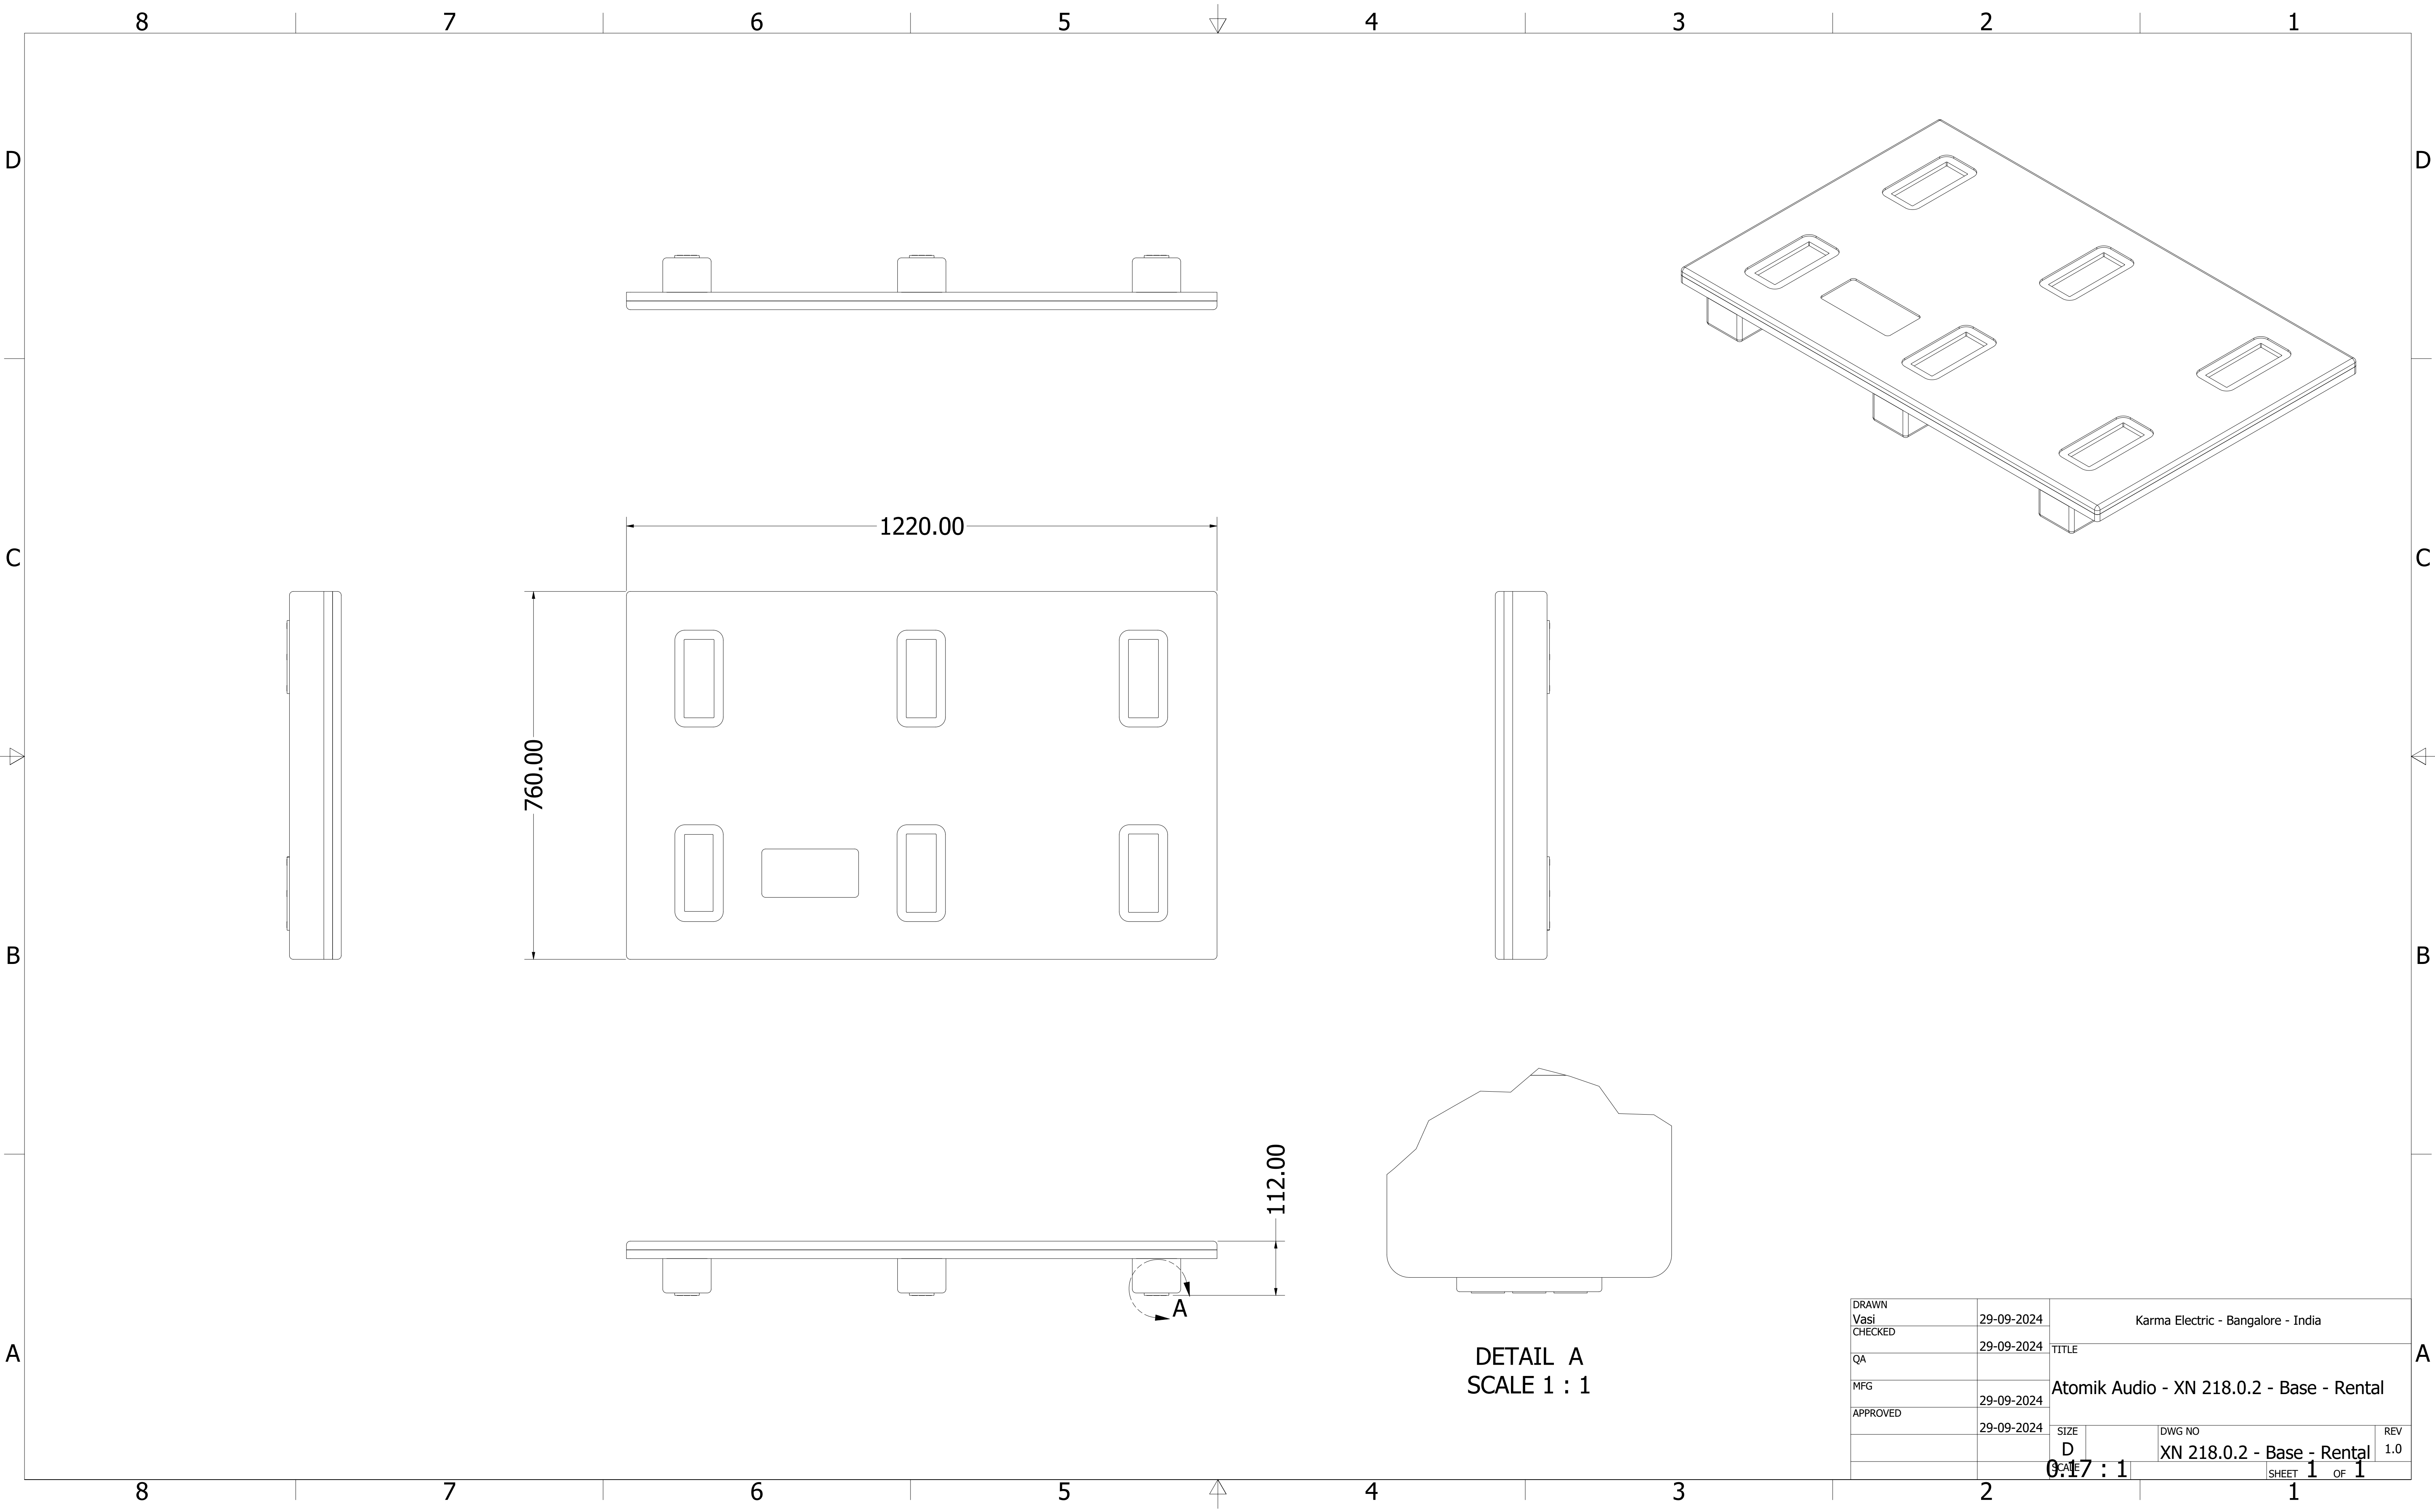 8 7 6 5 4 3 2 1
D D
1220.00
C C
760.00
B B
112.00
A
DETAIL A
SCALE 1 : 1
A A
DRAWN
Vasi 29-09-2024
CHECKED
29-09-2024
QA
MFG
29-09-2024
APPROVED
29-09-2024
Karma Electric - Bangalore - India
TITLE
Atomik Audio - XN 218.0.2 - Base - Rental
SIZE
D
DWG NO
XN 218.0.2 - Base - Rental
REV
1.0
SCALE
0.17 : 1
SHEET 1 OF 1
8 7 6 5 4 3 2 1